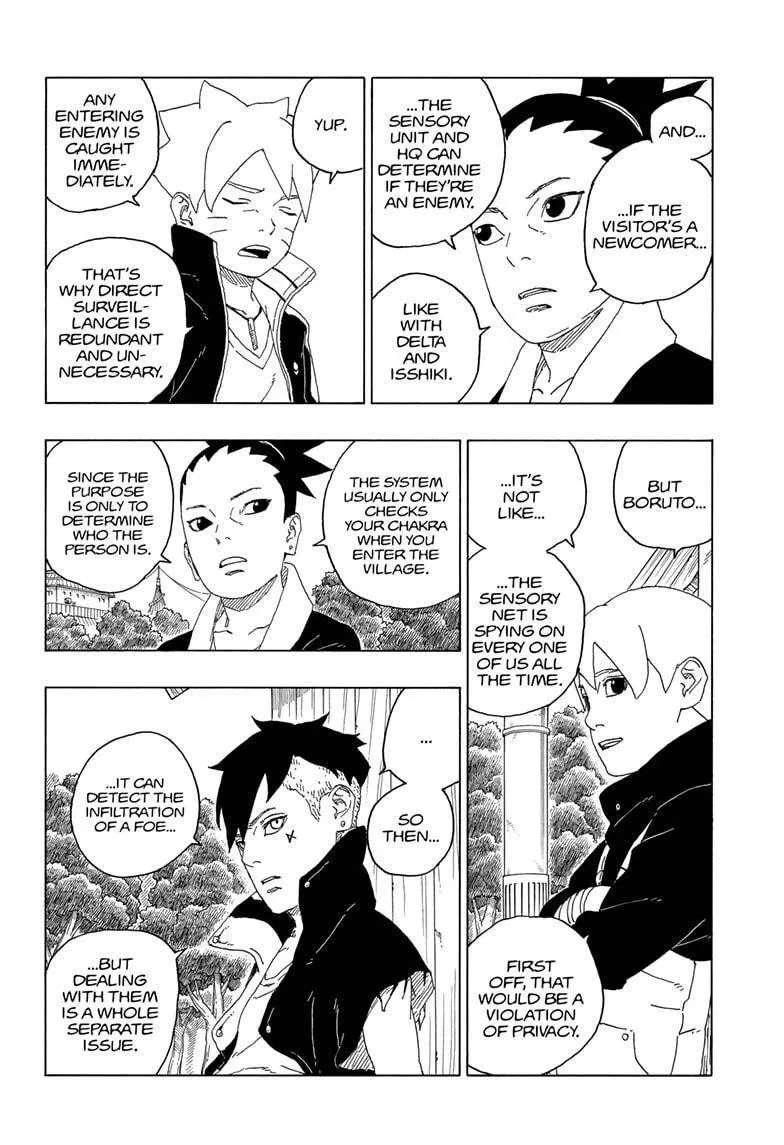 AND...
...IF THE
VISITOR'S A
NEWCOMER...
...THE
SENSORY
UNIT AND
HQ CAN
DETERMINE
IF THEY'RE
AN ENEMY.
LIKE
WITH
DELTA
AND
ISSHIKI.
YUP.
ANY
ENTERING
ENEMY IS
CAUGHT
IMME-
DIATELY.
THAT'S
WHY DIRECT
SURVEIL-
LANCE IS
REDUNDANT
AND UN-
NECESSARY.
BUT
BORUTO...
...IT'S
NOT
LIKE...
...THE
SENSORY
NET IS
SPYING ON
EVERY ONE
OF US ALL
THE TIME.
FIRST
OFF, THAT
WOULD BE A
VIOLATION
OF PRIVACY.
THE SYSTEM
USUALLY ONLY
CHECKS
YOUR CHAKRA
WHEN YOU
ENTER THE
VILLAGE.
SINCE THE
PURPOSE
IS ONLY TO
DETERMINE
WHO THE
PERSON IS.
...
SO
THEN...
...IT CAN
DETECT THE
INFILTRATION
OF A FOE...
...BUT
DEALING
WITH THEM
IS A WHOLE
SEPARATE
ISSUE.